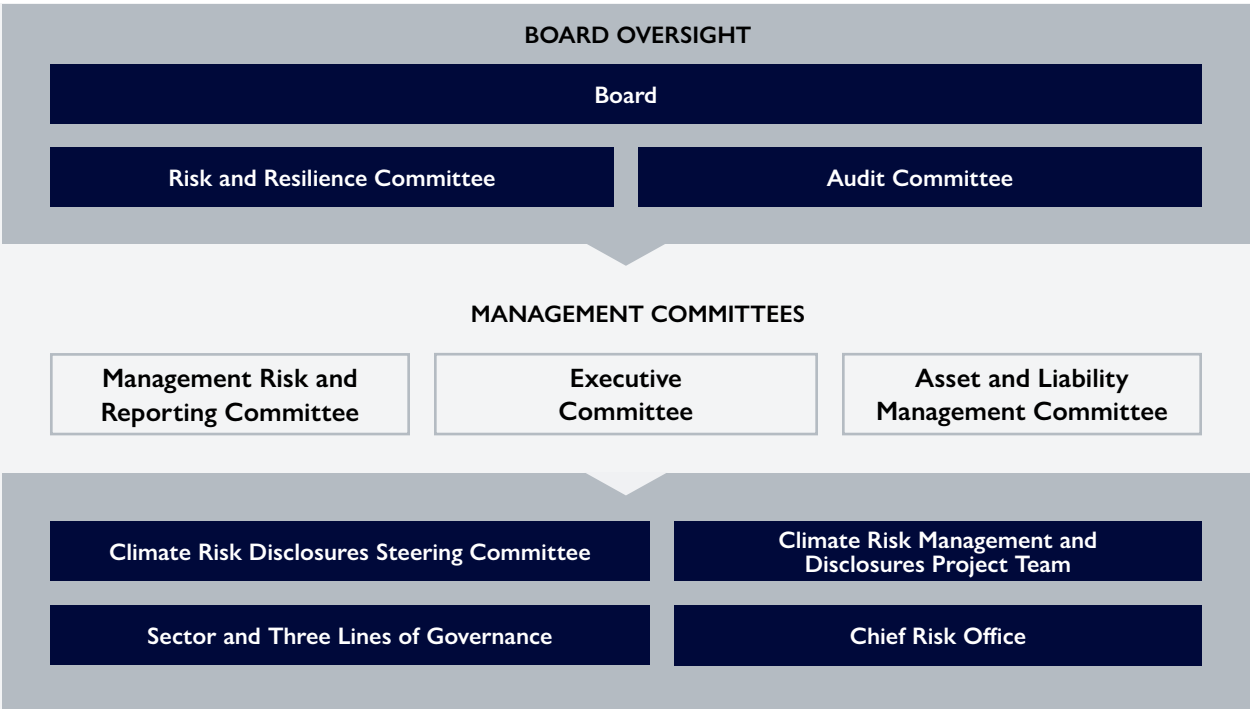 BOARD OVERSIGHT
Board
Risk and Resilience Committee
Audit Committee
MANAGEMENT COMMITTEES
Management Risk and
Reporting Committee
Executive
Committee
Asset and Liability
Management Committee
Climate Risk Disclosures Steering Committee
Climate Risk Management and
Disclosures Project Team
Sector and Three Lines of Governance
Chief Risk Office